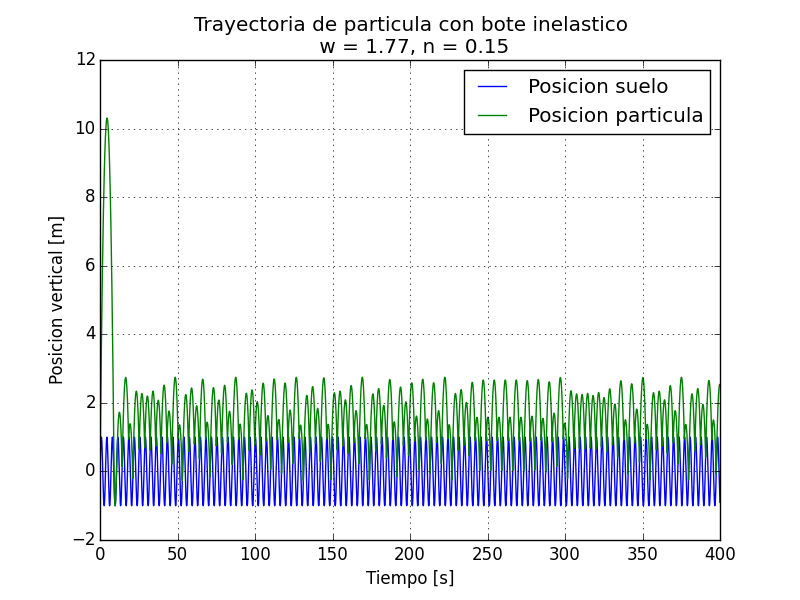 Trayectoria de particula con bote inelastico
w = 1.77, n = 0.15
Posicion suelo
Posicion particula
Posicion vertical [m]
12
10
8
6
4
2
0
−2
0 50 100 150 200 250 300 350 400
Tiempo [s]